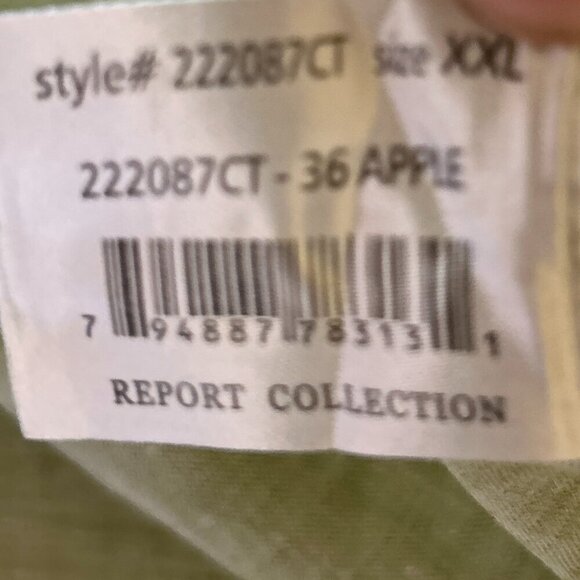 style# 222087CT size XXL
222087CT - 36 APPLE
7 94887 78313 1
REPORT COLLECTION